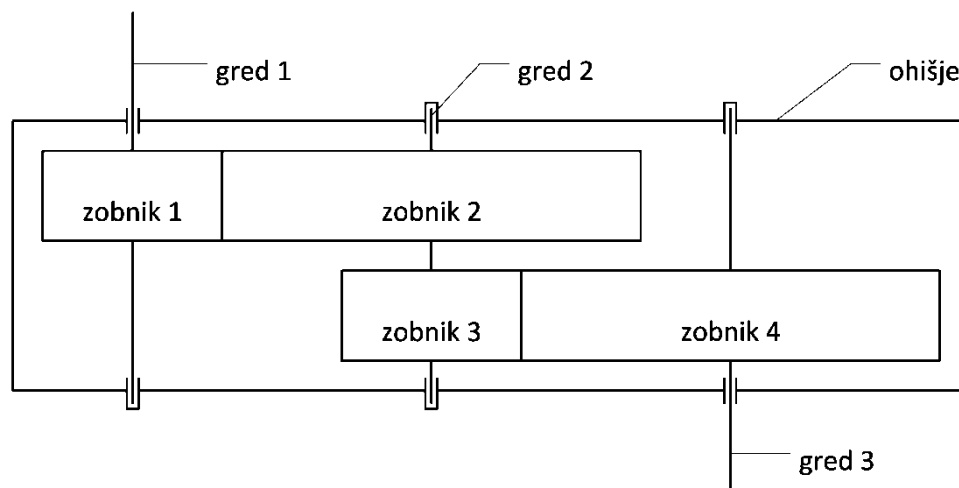 gred 1
gred 2
ohišje
zobnik 1
zobnik 2
zobnik 3
zobnik 4
gred 3